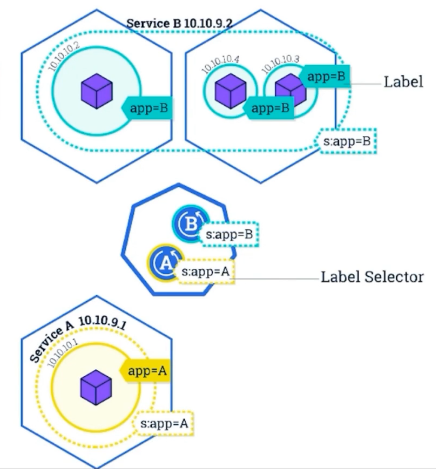 Service B 10.10.9.2
10.10.10.2
10.10.10.4
10.10.10.3
app=B
app=B
app=B
Label
s:app=B
B
s:app=B
A
s:app=A
Label Selector
Service A 10.10.9.1
10.10.10.1
app=A
s:app=A